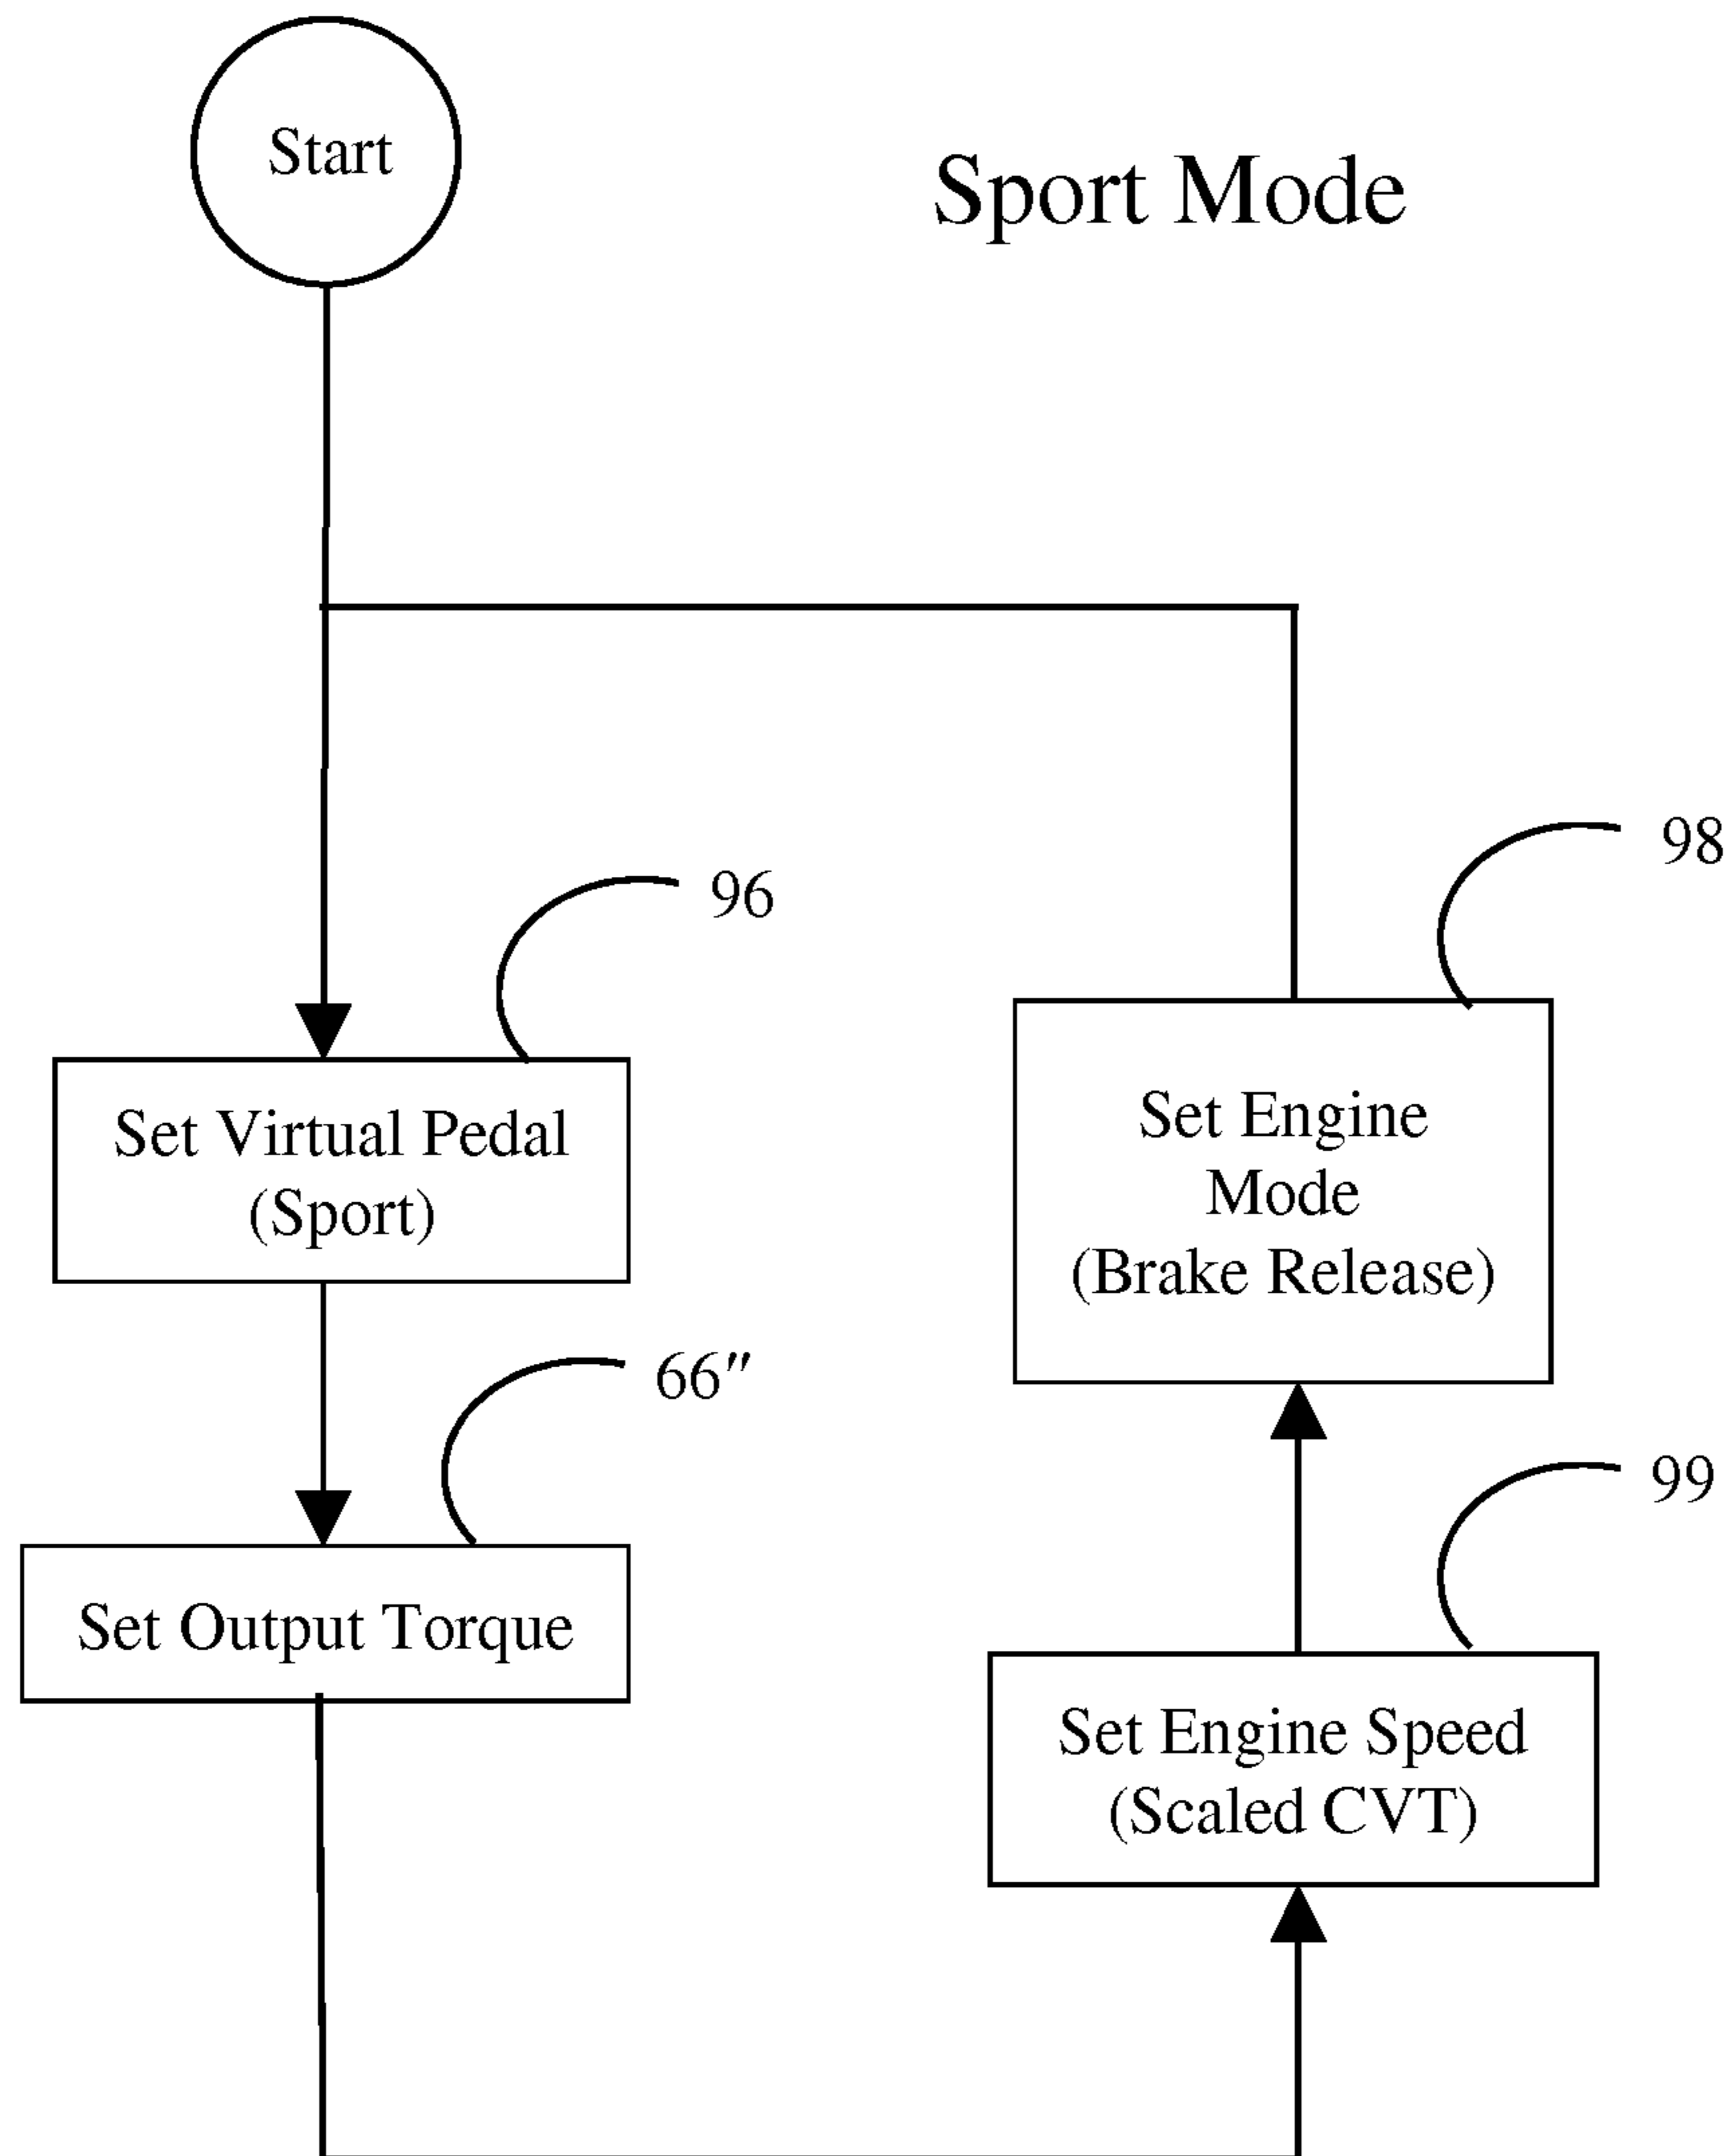 Start
Sport Mode
96
Set Virtual Pedal
(Sport)
66″
Set Output Torque
98
Set Engine
Mode
(Brake Release)
99
Set Engine Speed
(Scaled CVT)